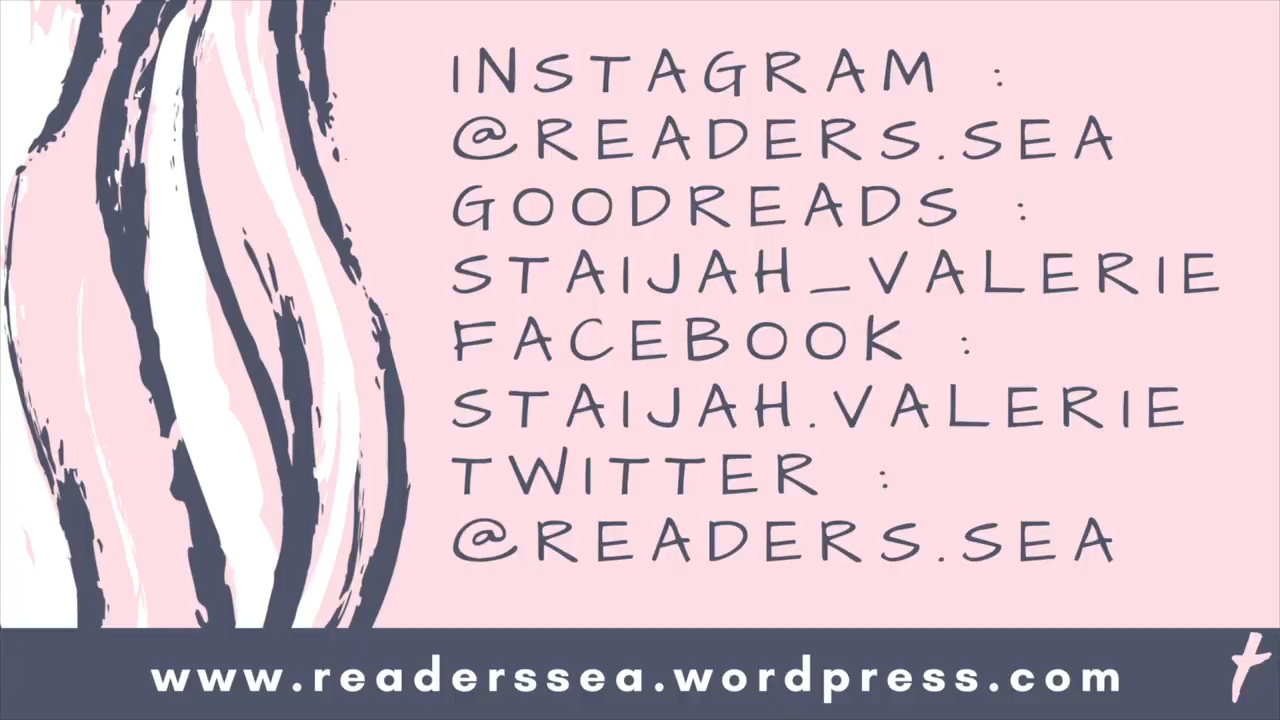 INSTAGRAM :
@READERS.SEA
GOODREADS :
STAIJAH_VALERIE
FACEBOOK :
STAIJAH.VALERIE
TWITTER :
@READERS.SEA
www.readerssea.wordpress.com